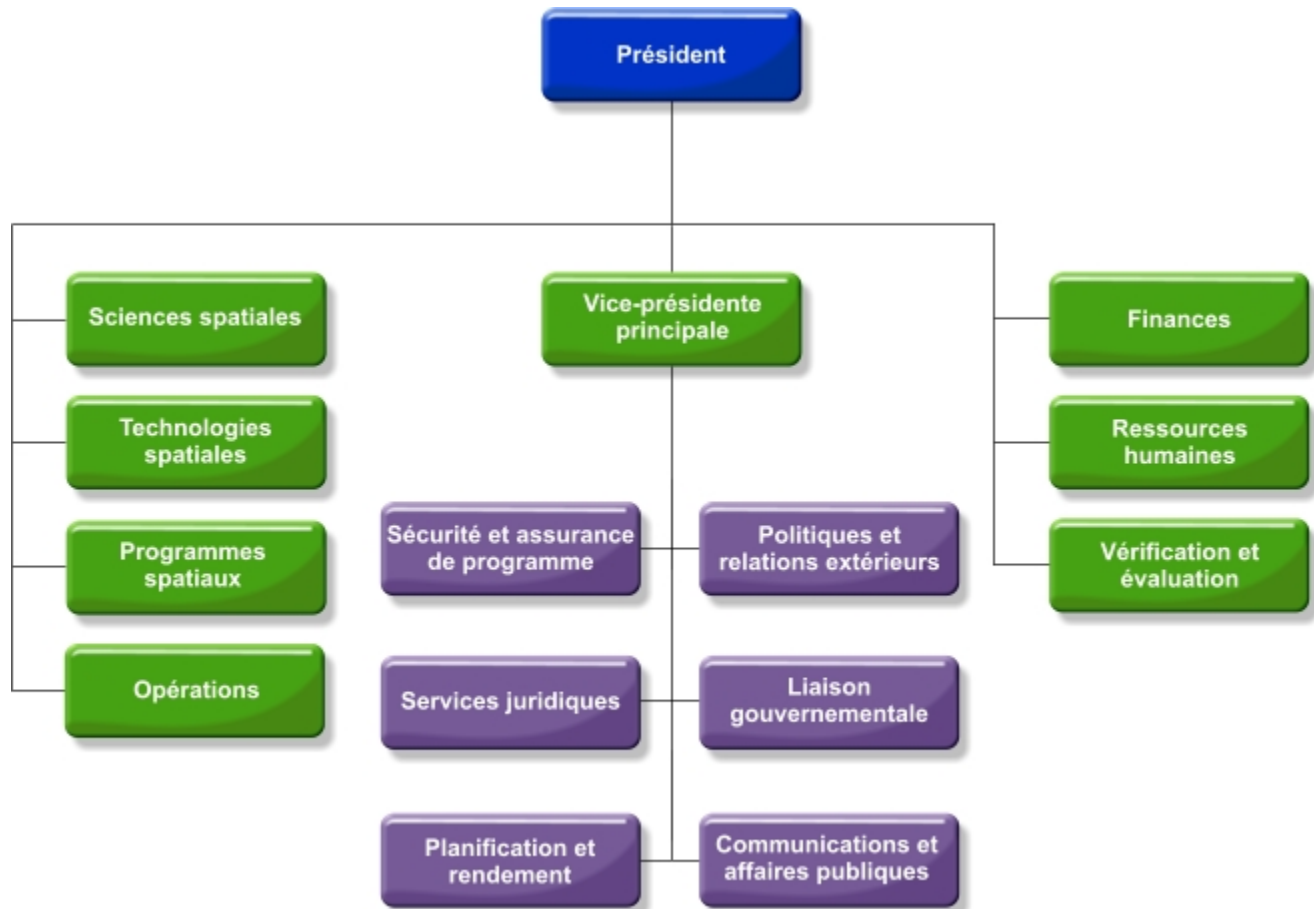 Président
Sciences spatiales
Vice-présidente
principale
Finances
Technologies
spatiales
Ressources
humaines
Sécurité et assurance
de programme
Politiques et
relations extérieurs
Programmes
spatiaux
Vérification et
évaluation
Opérations
Services juridiques
Liaison
gouvernementale
Planification et
rendement
Communications et
affaires publiques